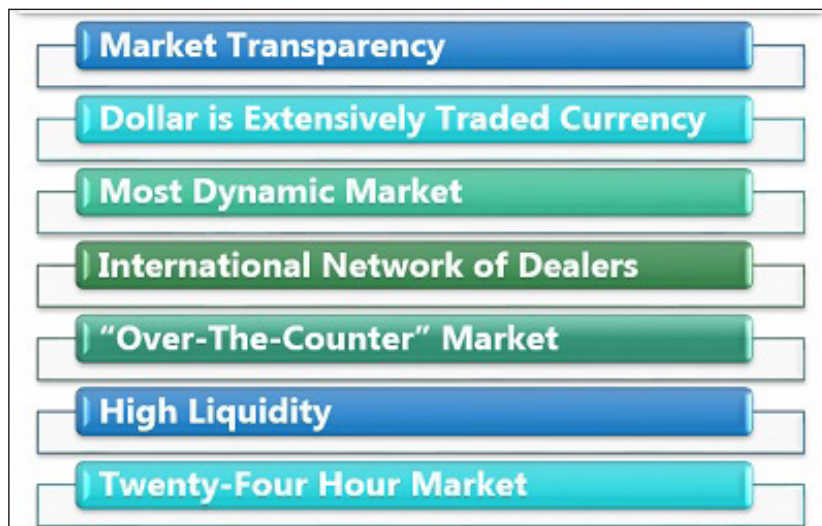 Market Transparency
Dollar is Extensively Traded Currency
Most Dynamic Market
International Network of Dealers
“Over-The-Counter” Market
High Liquidity
Twenty-Four Hour Market